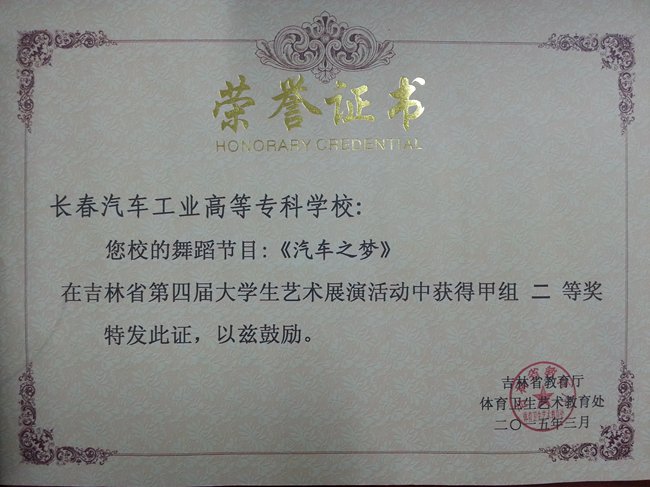 荣誉证书
HONORARY CREDENTIAL
长春汽车工业高等专科学校:
您校的舞蹈节目:《汽车之梦》
在吉林省第四届大学生艺术展演活动中获得甲组 二 等奖
特发此证，以兹鼓励。
吉林省教育厅
体育卫生艺术教育处
二〇一五年三月